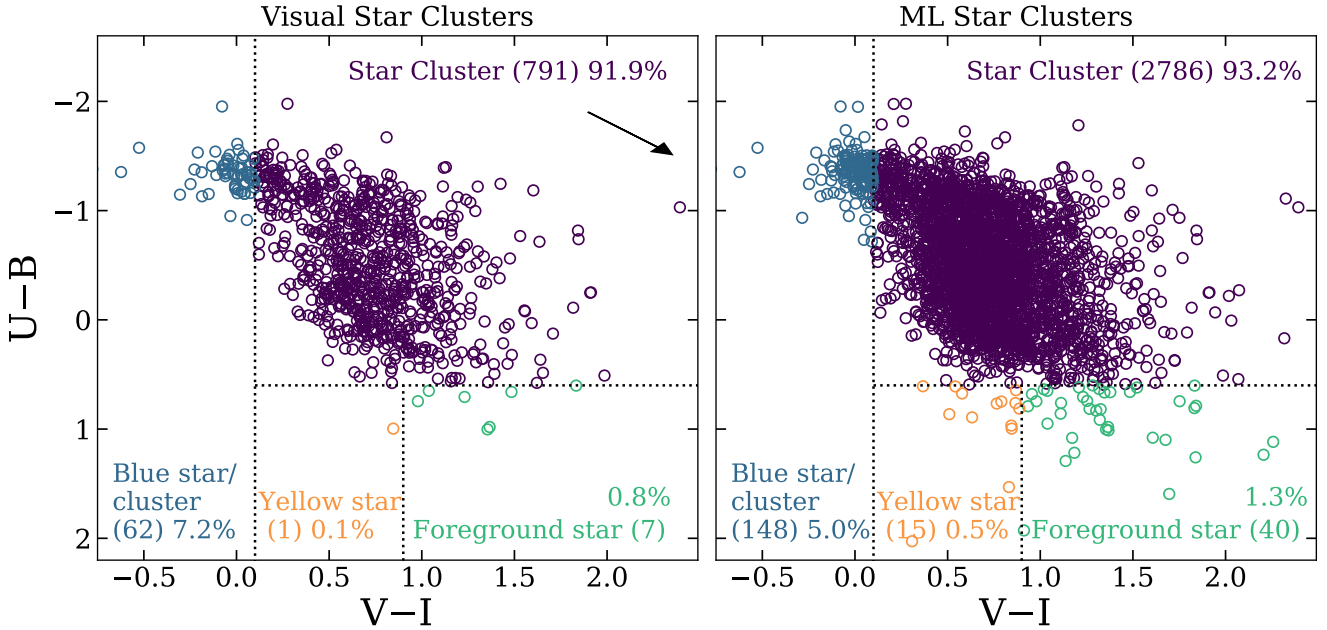 Visual Star Clusters
ML Star Clusters
Star Cluster (791) 91.9%
Star Cluster (2786) 93.2%
−2
−1
0
1
2
U−B
Blue star/
cluster
(62) 7.2%
Yellow star
(1) 0.1%
0.8%
Foreground star (7)
Blue star/
cluster
(148) 5.0%
Yellow star
(15) 0.5%
1.3%
Foreground star (40)
−0.5 0.0 0.5 1.0 1.5 2.0
−0.5 0.0 0.5 1.0 1.5 2.0
V−I
V−I